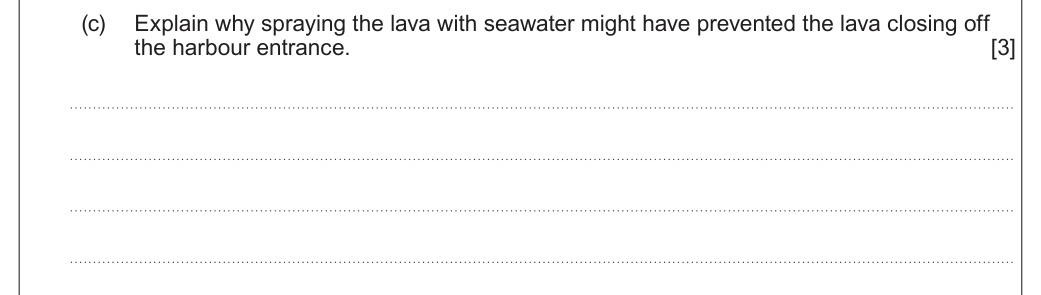 (c) Explain why spraying the lava with seawater might have prevented the lava closing off
the harbour entrance. [3]